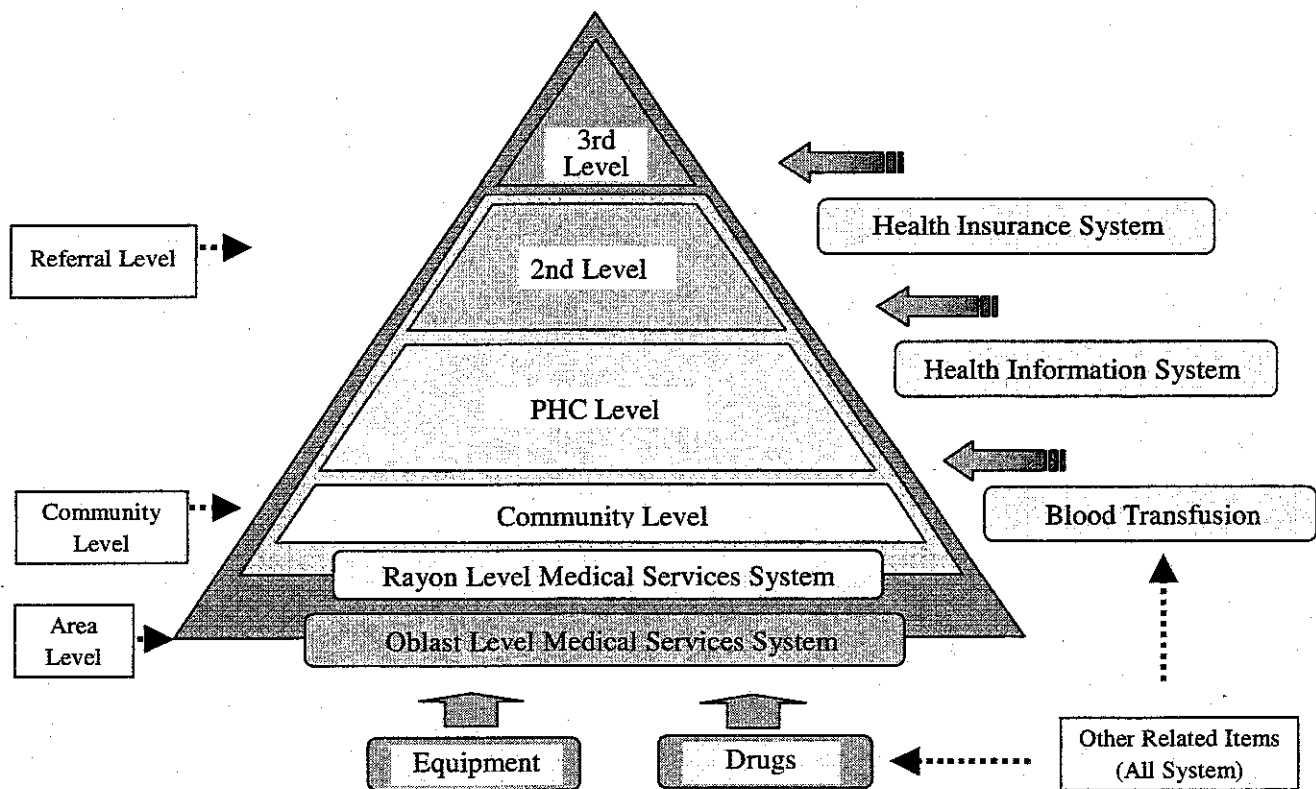 3rd
Level
Health Insurance System
Referral Level
2nd Level
Health Information System
PHC Level
Community
Level
Community Level
Blood Transfusion
Rayon Level Medical Services System
Area
Level
Oblast Level Medical Services System
Equipment
Drugs
Other Related Items
(All System)